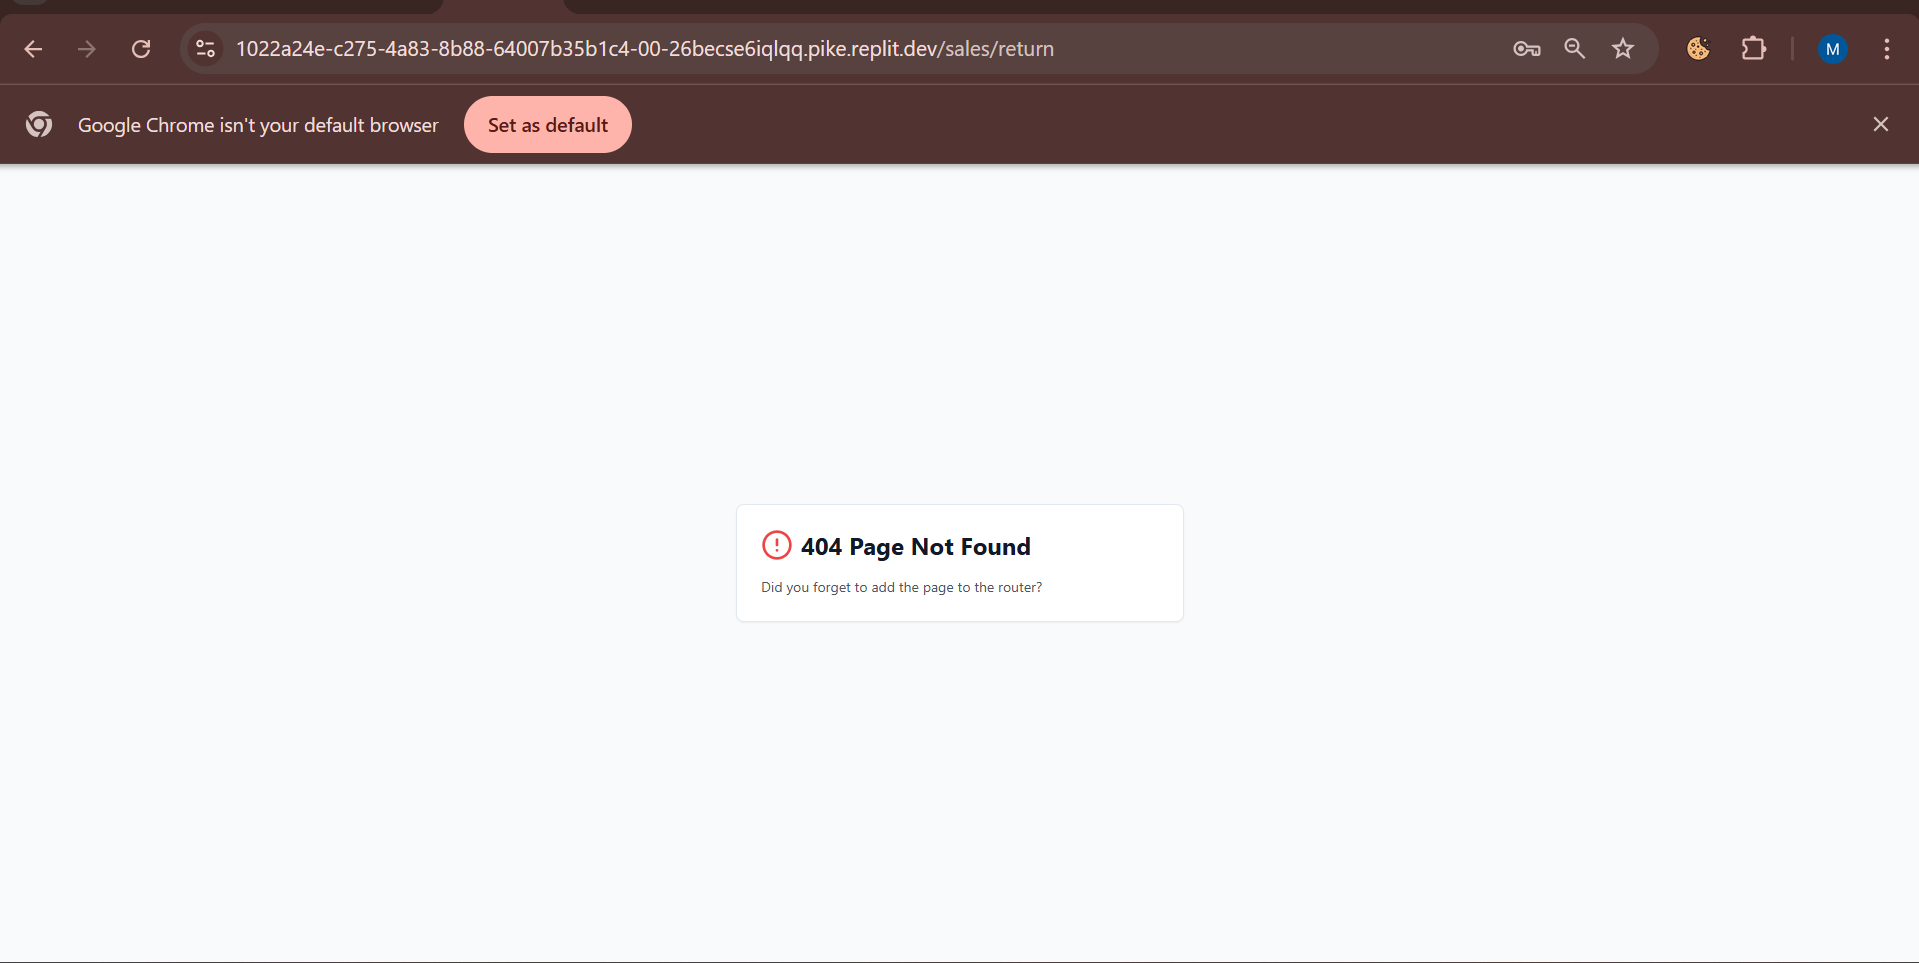 1022a24e-c275-4a83-8b88-64007b35b1c4-00-26becse6iqlqq.pike.replit.dev/sales/return
M
Google Chrome isn't your default browser
Set as default
404 Page Not Found
Did you forget to add the page to the router?